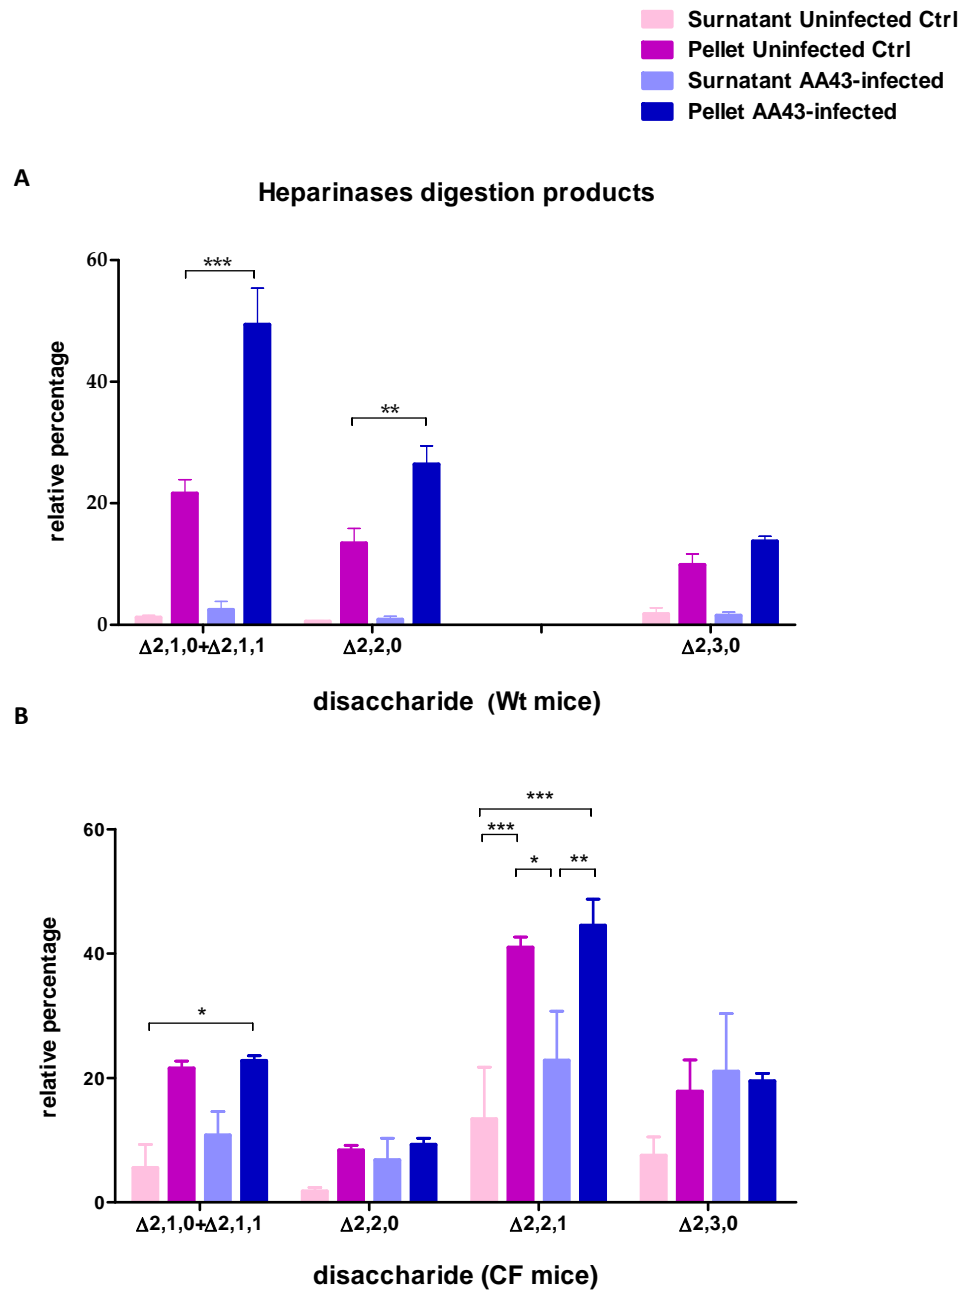 Surnatant Uninfected Ctrl
Pellet Uninfected Ctrl
Surnatant AA43-infected
Pellet AA43-infected
A
Heparinases digestion products
relative percentage
60
40
20
0
***
**
Δ2,1,0+Δ2,1,1
Δ2,2,0
Δ2,3,0
disaccharide (Wt mice)
B
relative percentage
60
40
20
0
*
***
***
*
**
Δ2,1,0+Δ2,1,1
Δ2,2,0
Δ2,2,1
Δ2,3,0
disaccharide (CF mice)